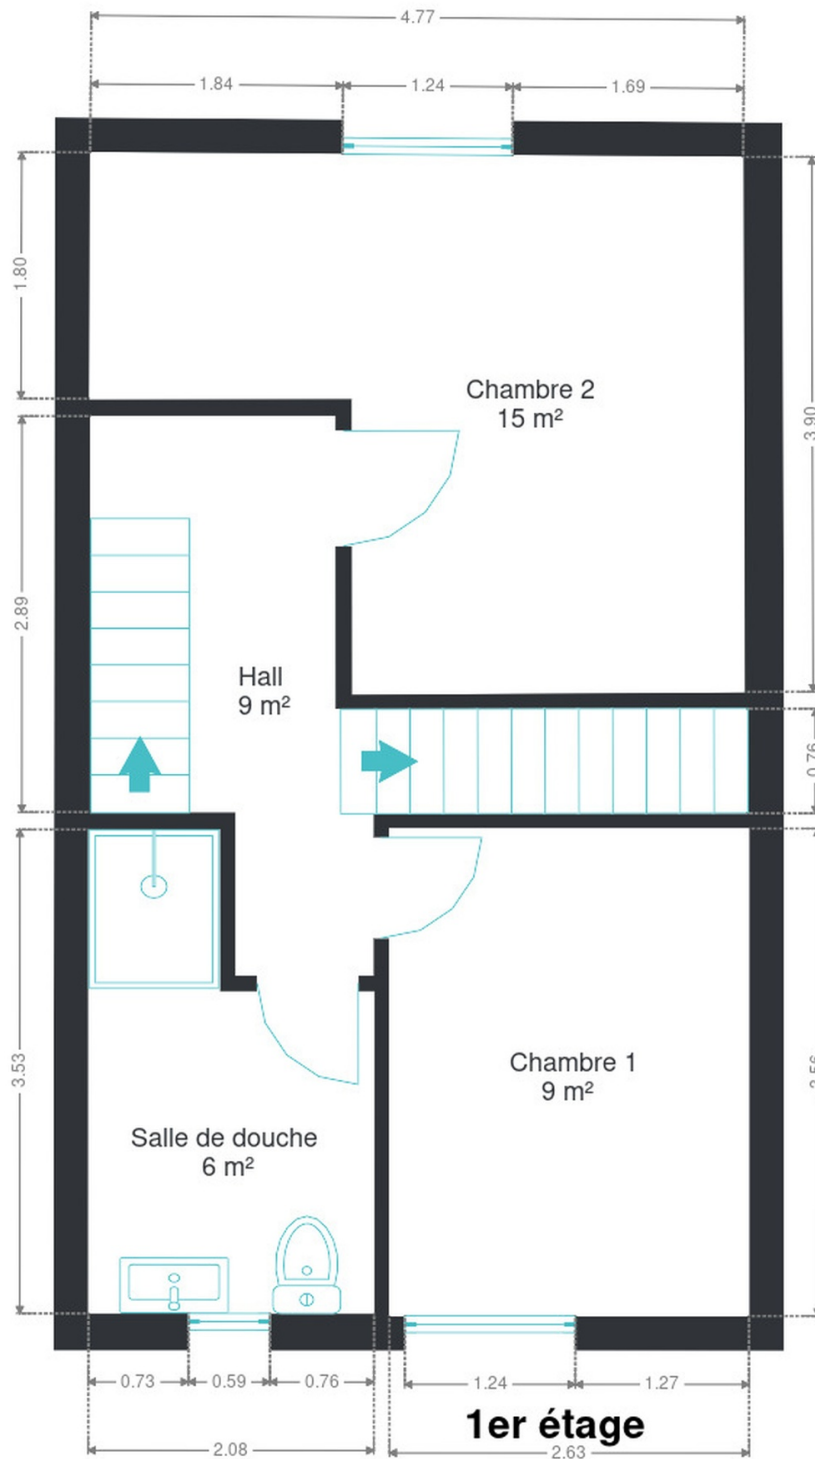 4.77
1.84
1.24
1.69
1.80
3.90
Chambre 2
15 m²
2.89
Hall
9 m²
0.76
3.53
Chambre 1
9 m²
Salle de douche
6 m²
0.73
0.59
0.76
1.24
1.27
1er étage
2.08
2.63